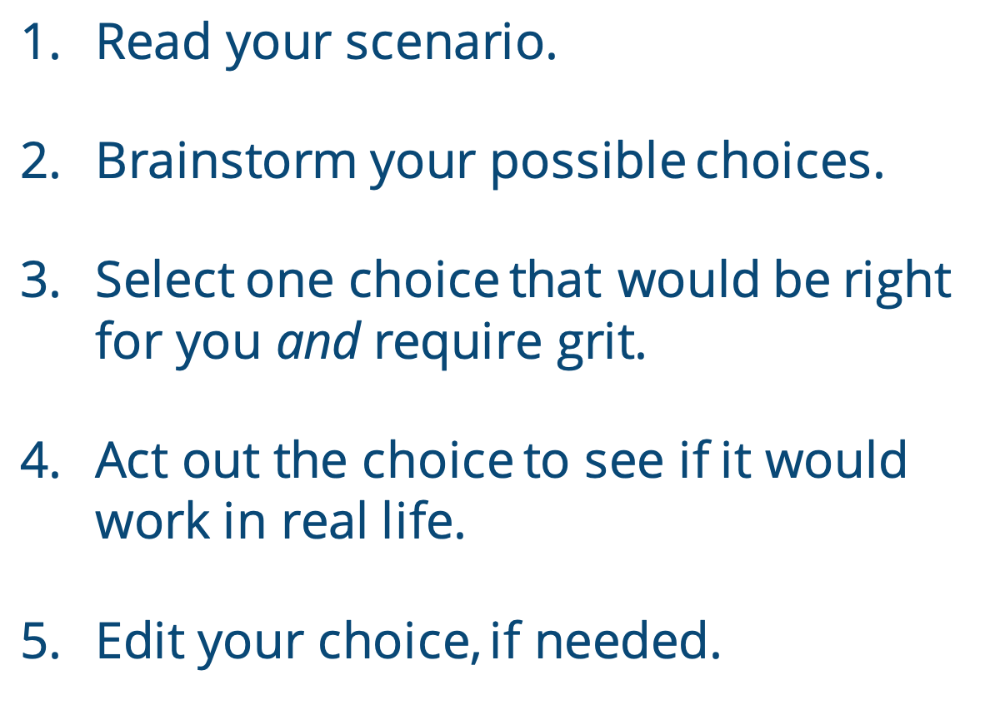 1. Read your scenario.
2. Brainstorm your possible choices.
3. Select one choice that would be right
for you and require grit.
4. Act out the choice to see if it would
work in real life.
5. Edit your choice, if needed.